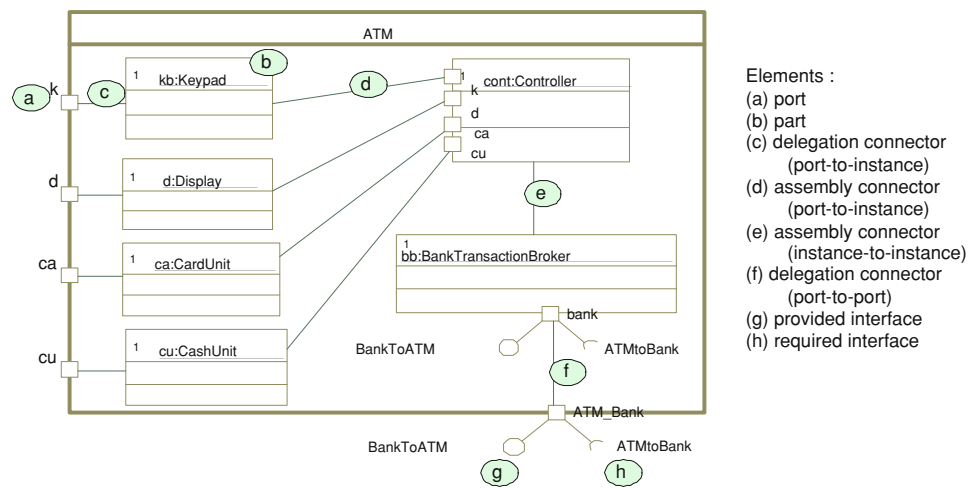 ATM
1 kb:Keypad
b
a
k
c
d
1
cont:Controller
k
d
ca
cu
Elements :
(a) port
(b) part
(c) delegation connector
(port-to-instance)
(d) assembly connector
(port-to-instance)
(e) assembly connector
(instance-to-instance)
(f) delegation connector
(port-to-port)
(g) provided interface
(h) required interface
d
1 d:Display
e
ca
1 ca:CardUnit
1
bb:BankTransactionBroker
cu
1 cu:CashUnit
bank
BankToATM
ATMtoBank
f
ATM_Bank
BankToATM
ATMtoBank
g
h